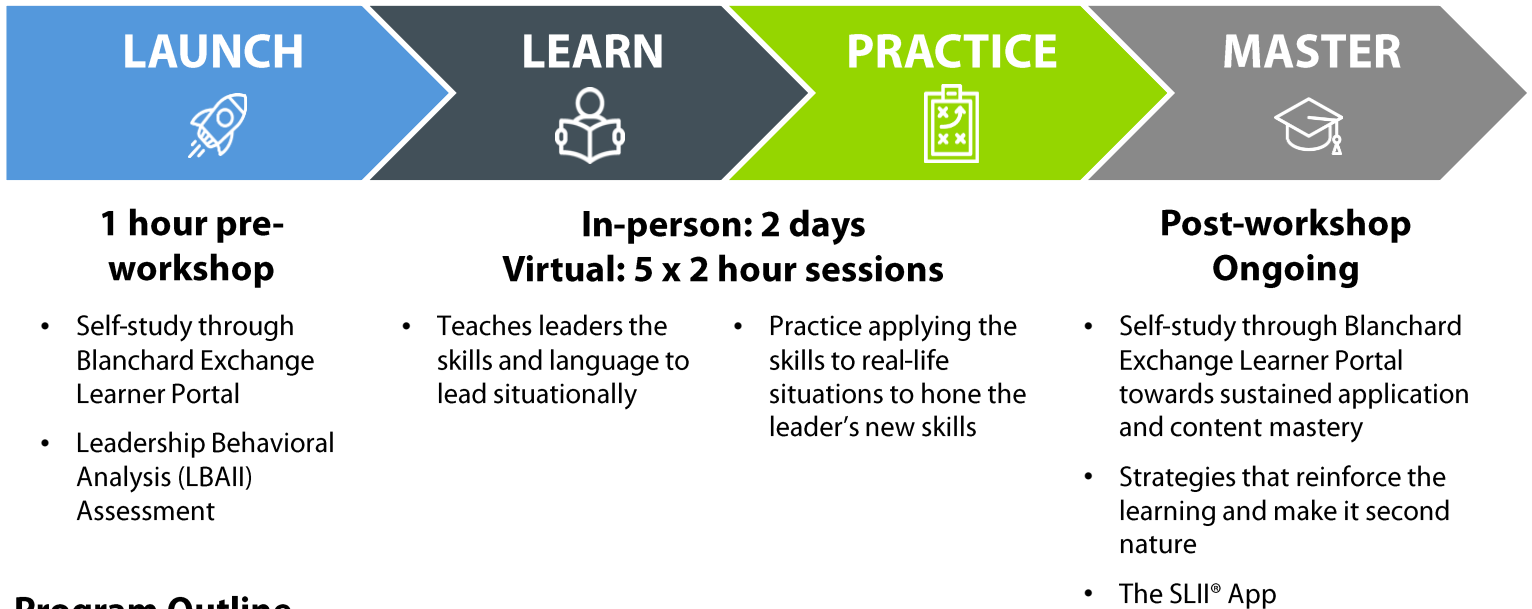 LAUNCH
LEARN
PRACTICE
MASTER
1 hour pre-
workshop
• Self-study through
Blanchard Exchange
Learner Portal
• Leadership Behavioral
Analysis (LBAII)
Assessment
In-person: 2 days
Virtual: 5 x 2 hour sessions
• Teaches leaders the
skills and language to
lead situationally
• Practice applying the
skills to real-life
situations to hone the
leader’s new skills
Post-workshop
Ongoing
• Self-study through Blanchard
Exchange Learner Portal
towards sustained application
and content mastery
• Strategies that reinforce the
learning and make it second
nature
• The SLII® App
Program Outline